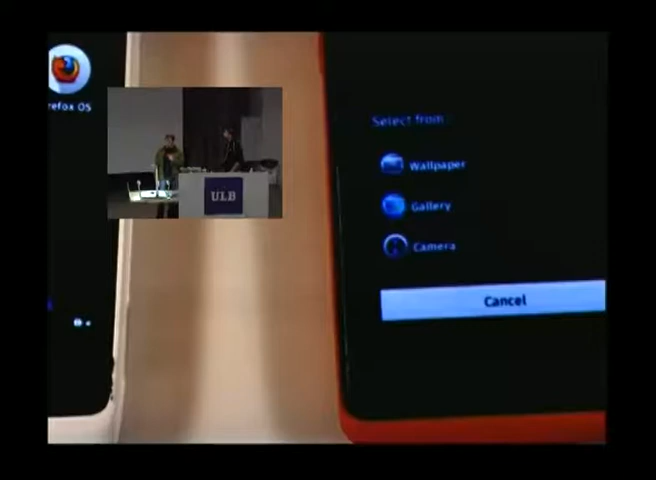 refox OS
ULB
Select from
Wallpaper
Gallery
Camera
Cancel